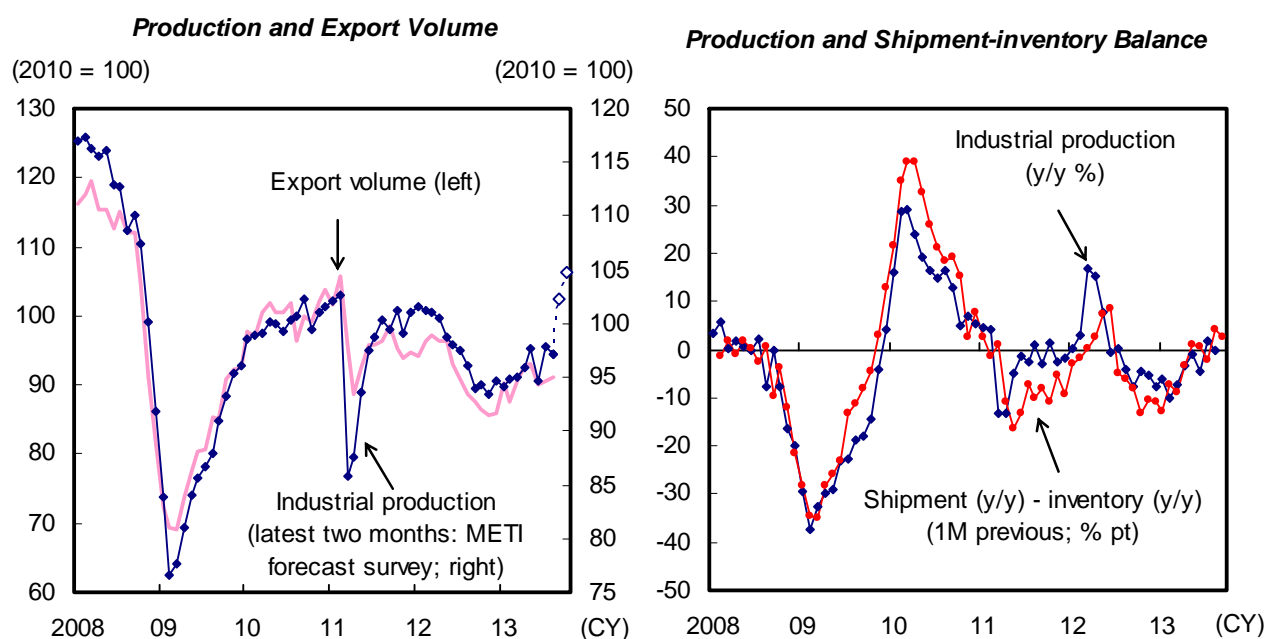 Production and Export Volume
(2010 = 100)
(2010 = 100)
130
120
110
100
90
80
70
60
120
115
110
105
100
95
90
85
80
75
Export volume (left)
Industrial production
(latest two months: METI
forecast survey; right)
2008 09 10 11 12 13 (CY)
Production and Shipment-inventory Balance
50
40
30
20
10
0
-10
-20
-30
-40
-50
Industrial production
(y/y %)
Shipment (y/y) - inventory (y/y)
(1M previous; % pt)
2008 09 10 11 12 13 (CY)